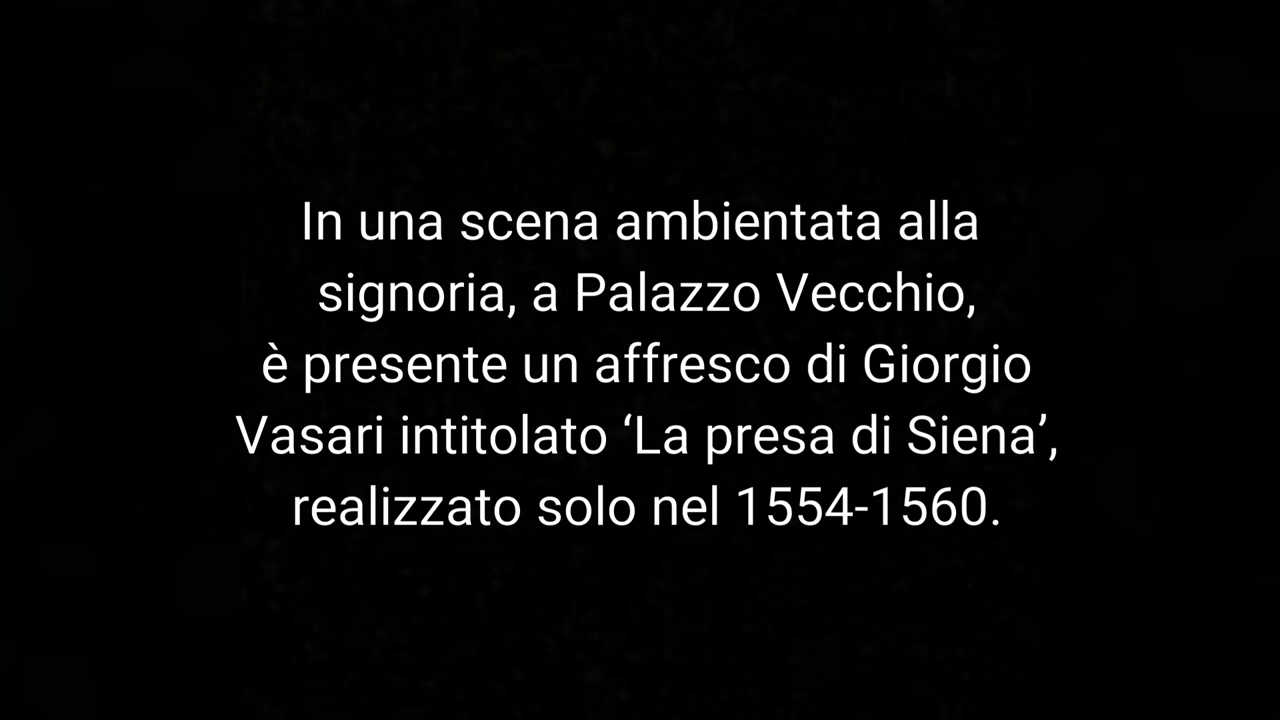 In una scena ambientata alla
signoria, a Palazzo Vecchio,
è presente un affresco di Giorgio
Vasari intitolato ‘La presa di Siena’,
realizzato solo nel 1554-1560.